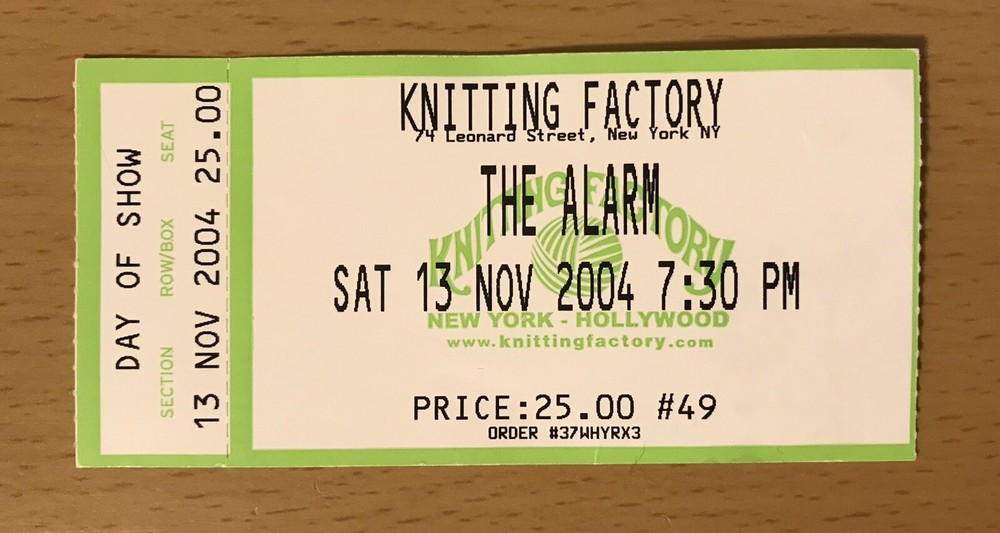 DAY OF SHOW
SECTION ROW/BOX SEAT
13 NOV 2004 25.00
KNITTING FACTORY
74 Leonard Street, New York NY
KNITTING FACTORY
THE ALARM
SAT 13 NOV 2004 7:30 PM
NEW YORK - HOLLYWOOD
www.knittingfactory.com
PRICE:25.00 #49
ORDER #37WHYRX3